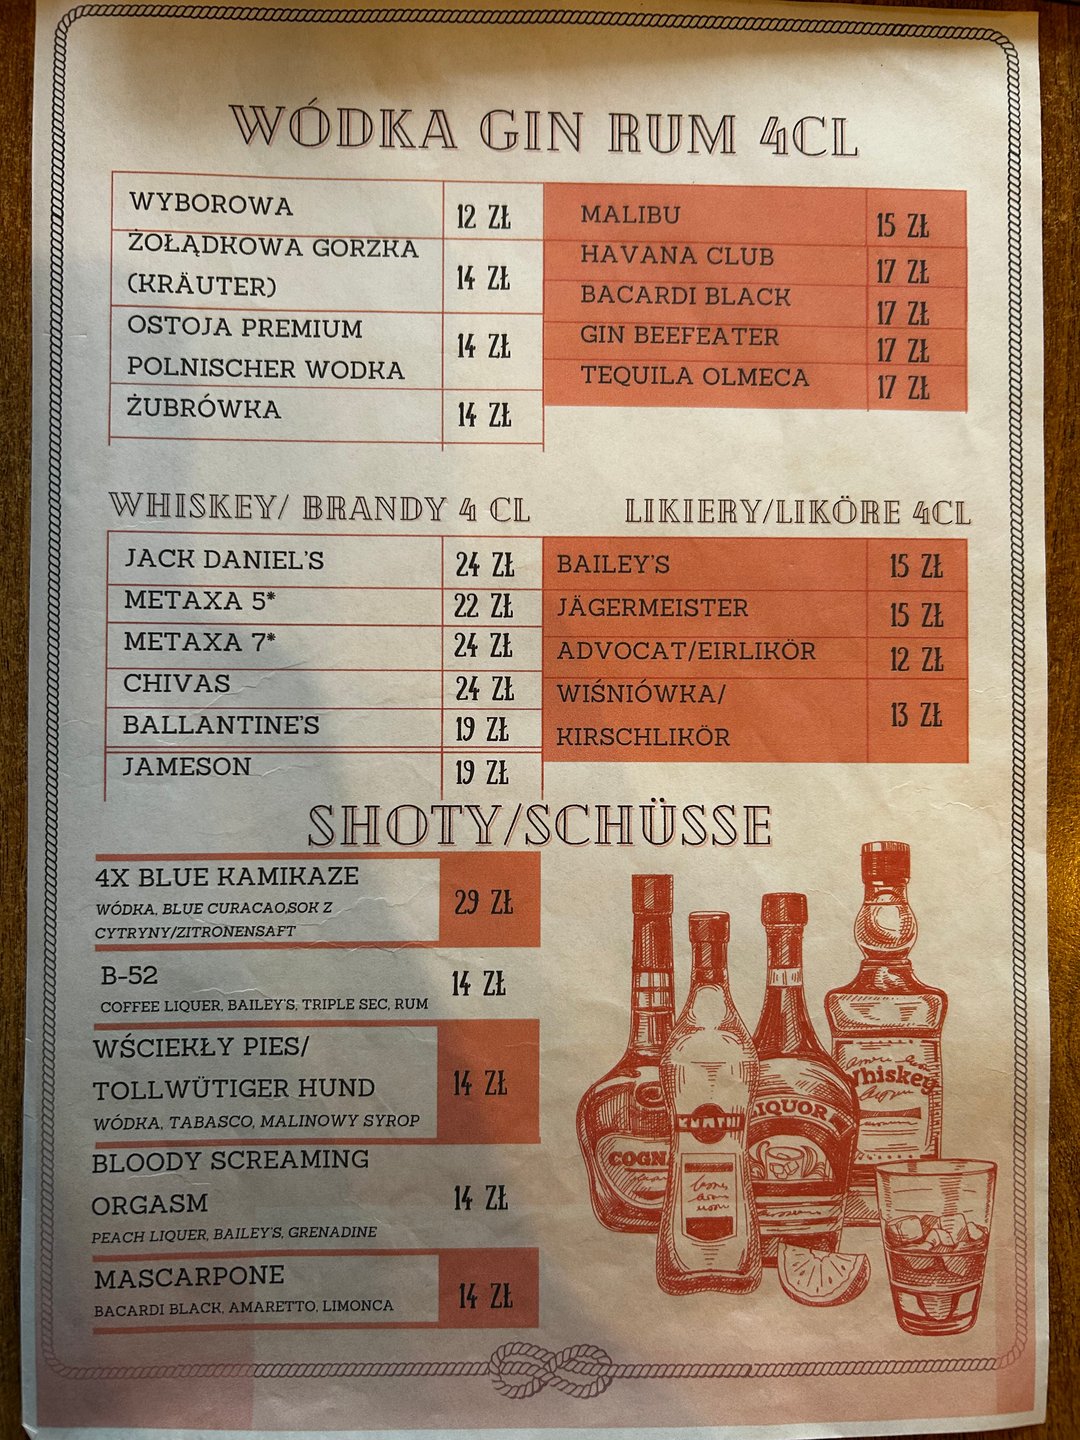 WÓDKA GIN RUM 4CL
WYBOROWA 12 ZŁ
ŻOŁĄDKOWA GORZKA
(KRÄUTER) 14 ZŁ
OSTOJA PREMIUM
POLNISCHER WODKA 14 ZŁ
ŻUBRÓWKA 14 ZŁ
MALIBU 15 ZŁ
HAVANA CLUB 17 ZŁ
BACARDI BLACK 17 ZŁ
GIN BEEFEATER 17 ZŁ
TEQUILA OLMECA 17 ZŁ
WHISKEY/ BRANDY 4 CL
JACK DANIEL'S 24 ZŁ
METAXA 5* 22 ZŁ
METAXA 7* 24 ZŁ
CHIVAS 24 ZŁ
BALLANTINE'S 19 ZŁ
JAMESON 19 ZŁ
LIKIERY/LIKÖRE 4CL
BAILEY'S 15 ZŁ
JÄGERMEISTER 15 ZŁ
ADVOCAT/EIRLIKÖR 12 ZŁ
WIŚNIÓWKA/
KIRSCHLIKÖR 13 ZŁ
SHOTY/SCHÜSSE
4X BLUE KAMIKAZE 29 ZŁ
WÓDKA, BLUE CURACAO,SOK Z
CYTRYNY/ZITRONENSAFT
B-52 14 ZŁ
COFFEE LIQUER, BAILEY'S, TRIPLE SEC, RUM
WŚCIEKŁY PIES/
TOLLWÜTIGER HUND 14 ZŁ
WÓDKA, TABASCO, MALINOWY SYROP
BLOODY SCREAMING
ORGASM 14 ZŁ
PEACH LIQUER, BAILEY'S, GRENADINE
MASCARPONE 14 ZŁ
BACARDI BLACK, AMARETTO, LIMONCA
Whiskey
IQUOR
COGN